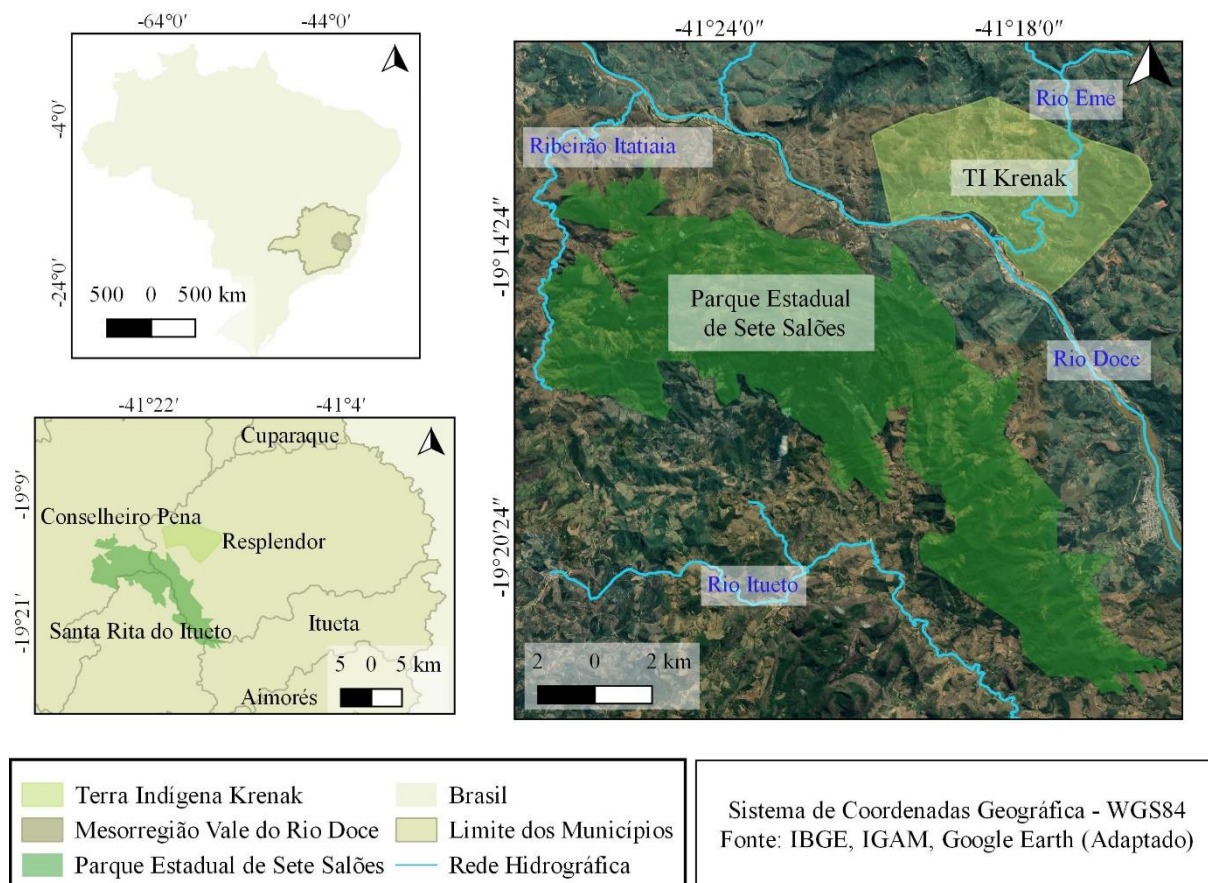 -64°0′
-44°0′
-4°0′
-24°0′
500 0 500 km
-41°22′
-41°4′
-19°9′
-19°21′
Cuparaque
Conselheiro Pena
Resplendor
Santa Rita do Itueto
Itueta
Aimorés
5 0 5 km
-41°24′0″
-41°18′0″
-19°14′24″
-19°20′24″
Rio Eme
Ribeirão Itatiaia
TI Krenak
Parque Estadual
de Sete Salões
Rio Doce
Rio Itueto
2 0 2 km
Terra Indígena Krenak
Mesorregião Vale do Rio Doce
Parque Estadual de Sete Salões
Brasil
Limite dos Municípios
Rede Hidrográfica
Sistema de Coordenadas Geográfica - WGS84
Fonte: IBGE, IGAM, Google Earth (Adaptado)